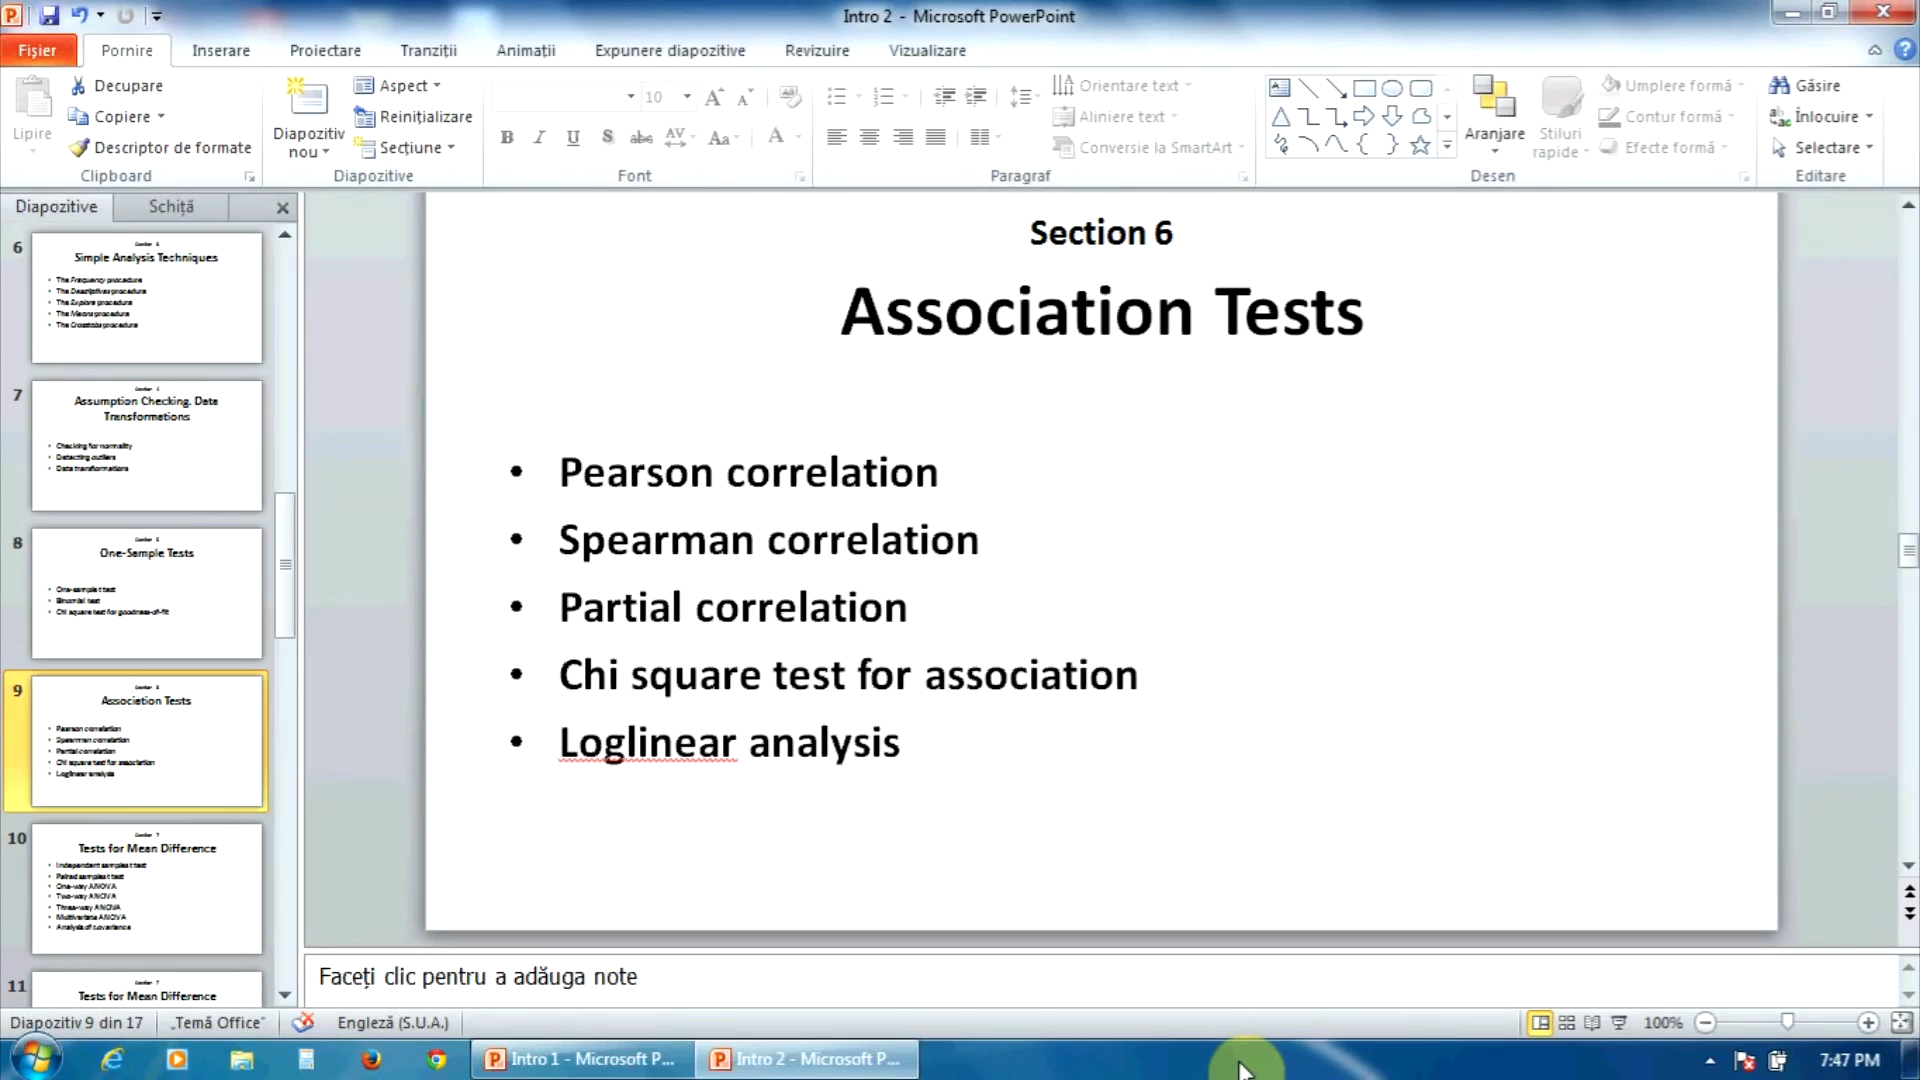 Intro 2 - Microsoft PowerPoint
Fișier Pornire Inserare Proiectare Tranziții Animații Expunere diapozitive Revizuire Vizualizare
Lipire
Decupare
Copiere
Descriptor de formate
Clipboard
Diapozitiv nou
Aspect
Reinițializare
Secțiune
Diapozitive
10
Font
Orientare text
Aliniere text
Conversie la SmartArt
Paragraf
Aranjare
Stiluri rapide
Umplere formă
Contur formă
Efecte formă
Desen
Găsire
Înlocuire
Selectare
Editare
Diapozitive Schiță
6
Simple Analysis Techniques
• The Frequency procedure
• The Descriptives procedure
• The Explore procedure
• The Means procedure
• The Crosstabs procedure
7
Assumption Checking. Data
Transformations
• Checking for normality
• Detecting outliers
• Data transformations
8
One-Sample Tests
• One-sample t test
• Binomial test
• Chi square test for goodness-of-fit
9
Association Tests
• Pearson correlation
• Spearman correlation
• Partial correlation
• Chi square test for association
• Loglinear analysis
10
Tests for Mean Difference
• Independent samples t test
• Paired samples t test
• One-way ANOVA
• Two-way ANOVA
• Three-way ANOVA
• Multivariate ANOVA
• Analysis of covariance
11
Tests for Mean Difference
Section 6
Association Tests
• Pearson correlation
• Spearman correlation
• Partial correlation
• Chi square test for association
• Loglinear analysis
Faceți clic pentru a adăuga note
Diapozitiv 9 din 17 „Temă Office” Engleză (S.U.A.) 100%
Intro 1 - Microsoft P... Intro 2 - Microsoft P... 7:47 PM